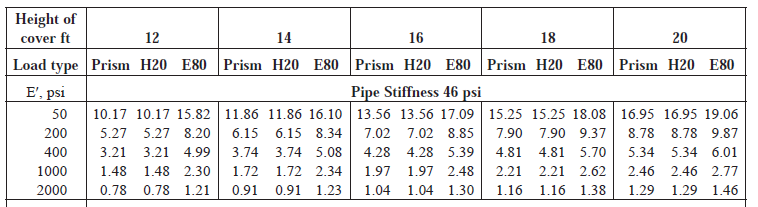 Height of
cover ft 12 14 16 18 20
Load type Prism H20 E80 Prism H20 E80 Prism H20 E80 Prism H20 E80 Prism H20 E80
E′, psi Pipe Stiffness 46 psi
50 10.17 10.17 15.82 11.86 11.86 16.10 13.56 13.56 17.09 15.25 15.25 18.08 16.95 16.95 19.06
200 5.27 5.27 8.20 6.15 6.15 8.34 7.02 7.02 8.85 7.90 7.90 9.37 8.78 8.78 9.87
400 3.21 3.21 4.99 3.74 3.74 5.08 4.28 4.28 5.39 4.81 4.81 5.70 5.34 5.34 6.01
1000 1.48 1.48 2.30 1.72 1.72 2.34 1.97 1.97 2.48 2.21 2.21 2.62 2.46 2.46 2.77
2000 0.78 0.78 1.21 0.91 0.91 1.23 1.04 1.04 1.30 1.16 1.16 1.38 1.29 1.29 1.46